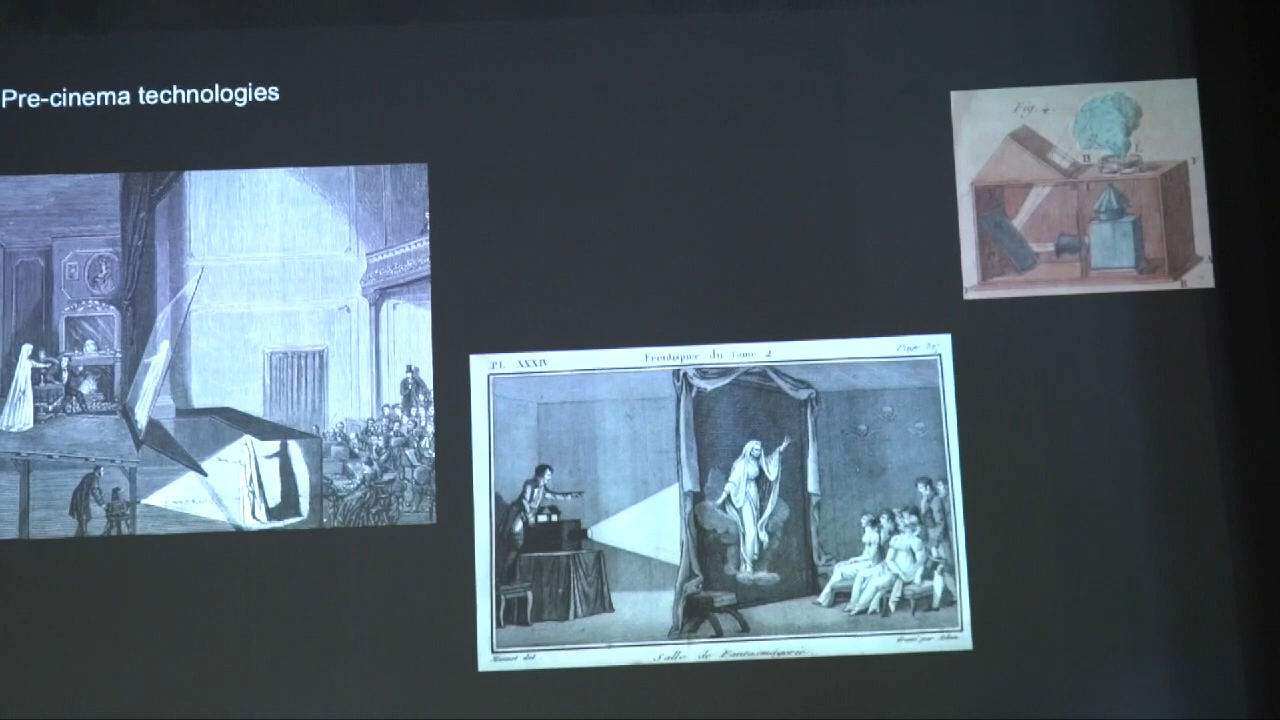 Pre-cinema technologies
Fig. 4.
PL. XXXIV
Frontispice du Tome 2
Salle de Fantasmagorie.